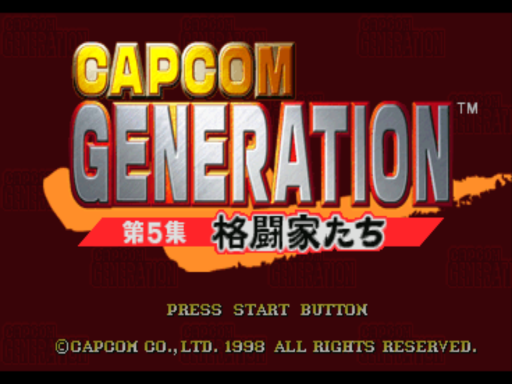 CAPCOM
GENERATION™
第5集 格闘家たち
PRESS START BUTTON
©CAPCOM CO., LTD. 1998 ALL RIGHTS RESERVED.